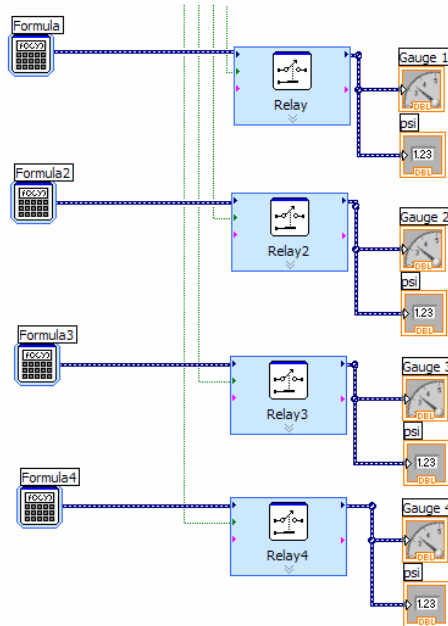 Formula
f(x,y)
Relay
Gauge 1
DBL
psi
1.23
DBL
Formula2
f(x,y)
Relay2
Gauge 2
DBL
psi
1.23
DBL
Formula3
f(x,y)
Relay3
Gauge 3
DBL
psi
1.23
DBL
Formula4
f(x,y)
Relay4
Gauge 4
DBL
psi
1.23
DBL